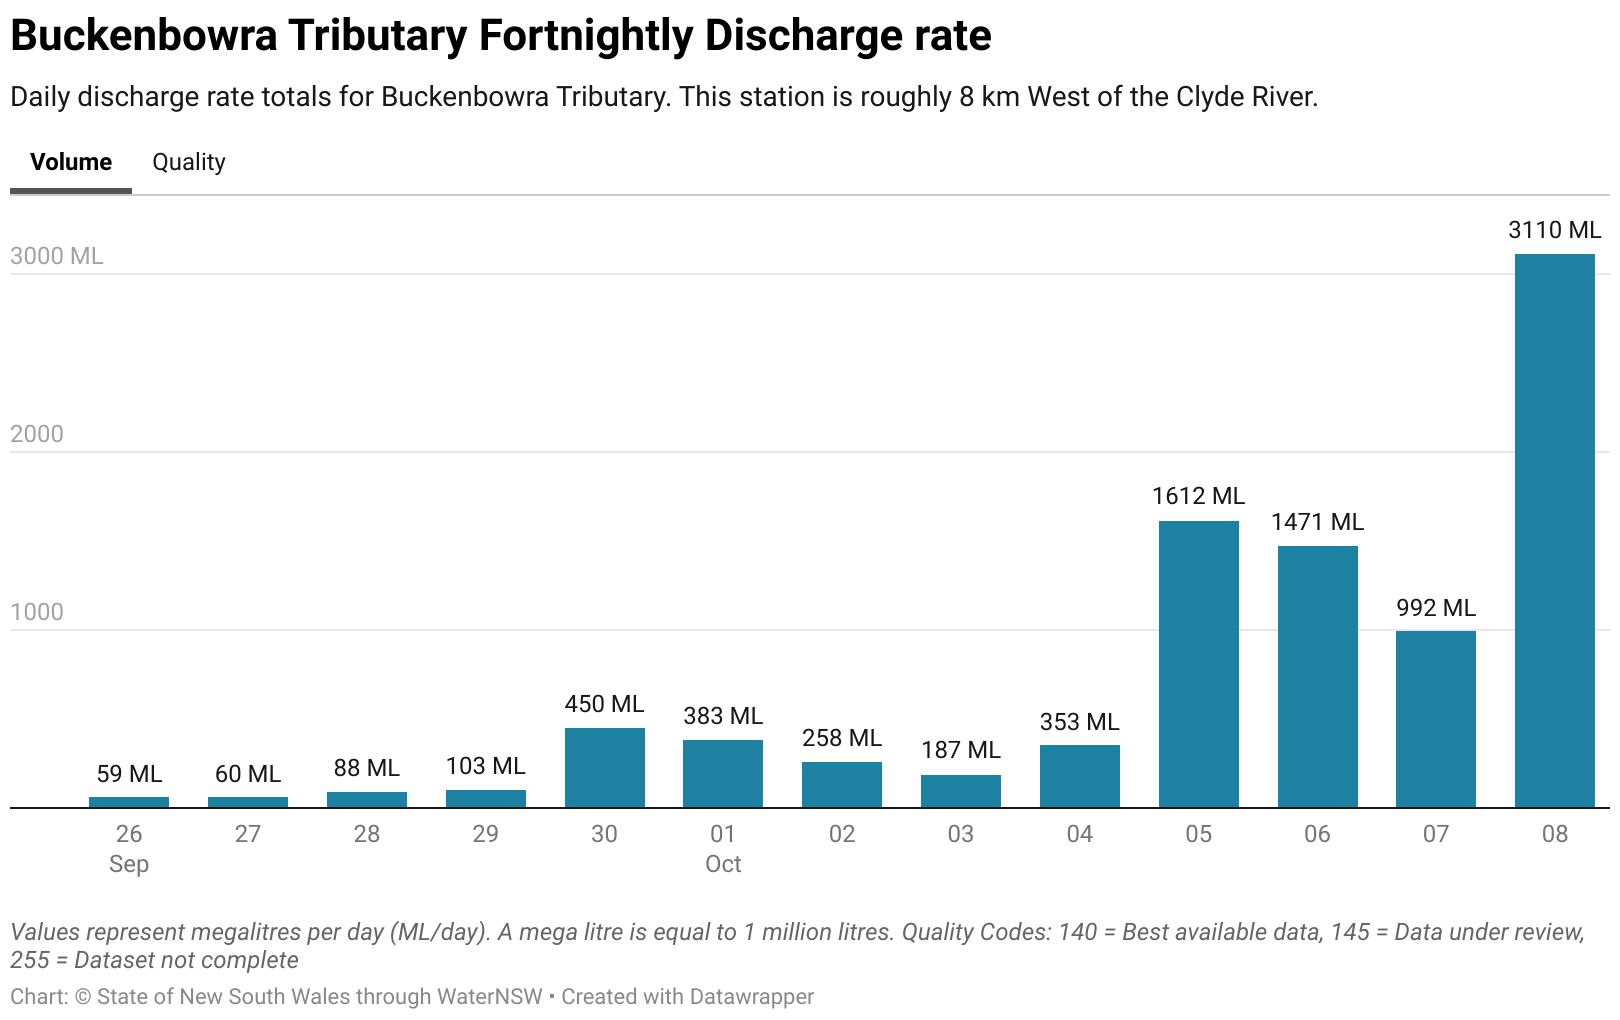 Buckenbowra Tributary Fortnightly Discharge rate
Daily discharge rate totals for Buckenbowra Tributary. This station is roughly 8 km West of the Clyde River.
Volume Quality
3110 ML
3000 ML
2000
1612 ML
1471 ML
1000
992 ML
450 ML
383 ML
353 ML
258 ML
187 ML
103 ML
88 ML
59 ML
60 ML
26 27 28 29 30 01 02 03 04 05 06 07 08
Sep Oct
Values represent megalitres per day (ML/day). A mega litre is equal to 1 million litres. Quality Codes: 140 = Best available data, 145 = Data under review,
255 = Dataset not complete
Chart: © State of New South Wales through WaterNSW • Created with Datawrapper